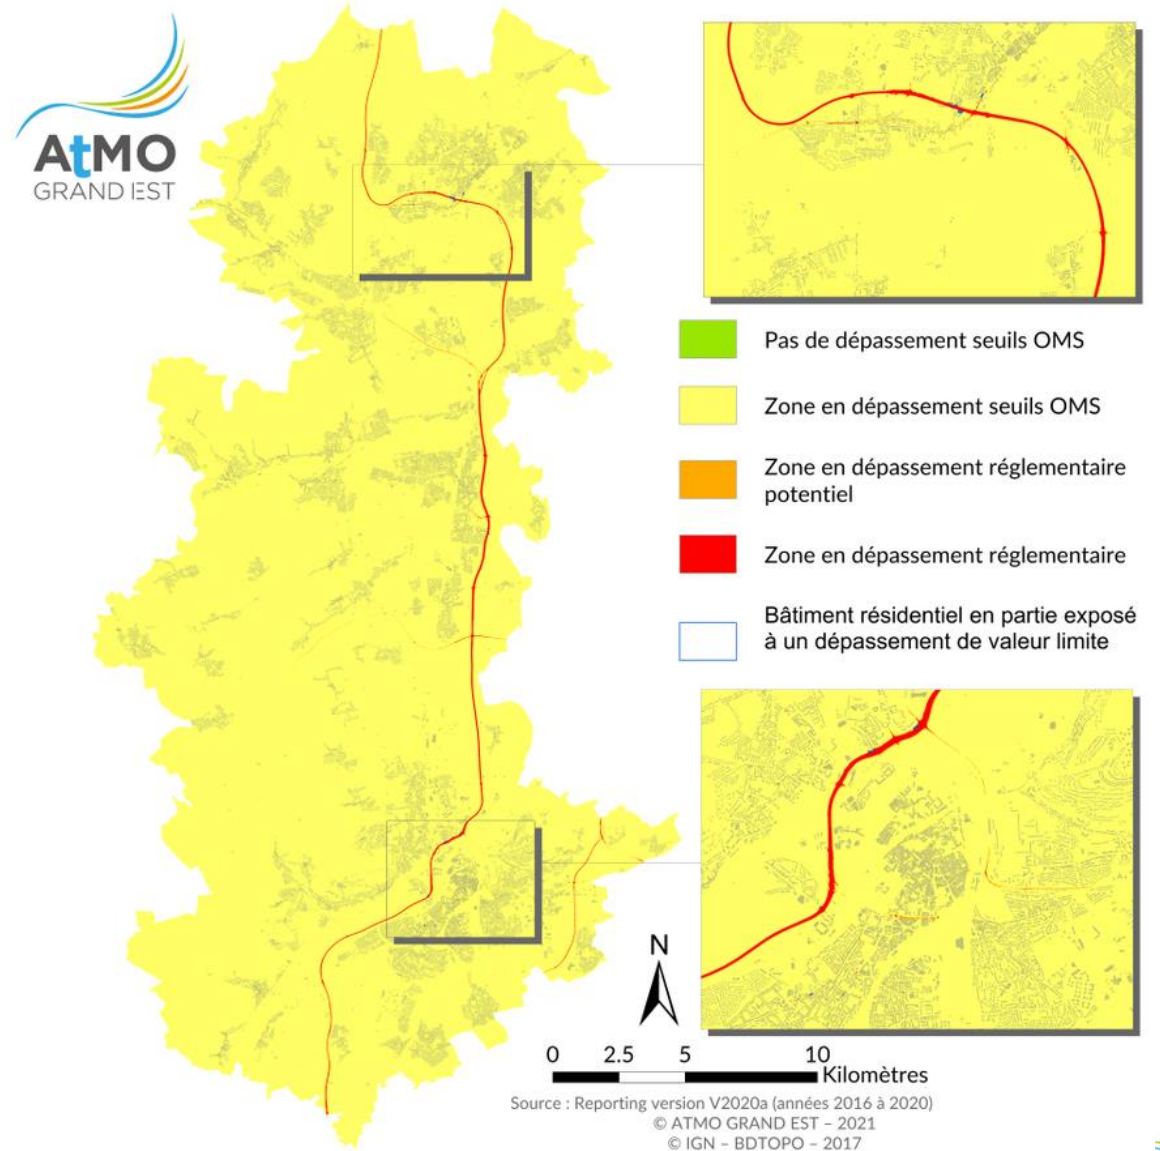 AtMO
GRAND EST
Pas de dépassement seuils OMS
Zone en dépassement seuils OMS
Zone en dépassement réglementaire
potentiel
Zone en dépassement réglementaire
Bâtiment résidentiel en partie exposé
à un dépassement de valeur limite
N
0 2.5 5 10
Kilomètres
Source : Reporting version V2020a (années 2016 à 2020)
© ATMO GRAND EST – 2021
© IGN – BDTOPO – 2017